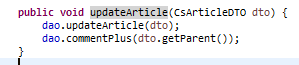 public void updateArticle(CsArticleDTO dto) {
    dao.updateArticle(dto);
    dao.commentPlus(dto.getParent());
}